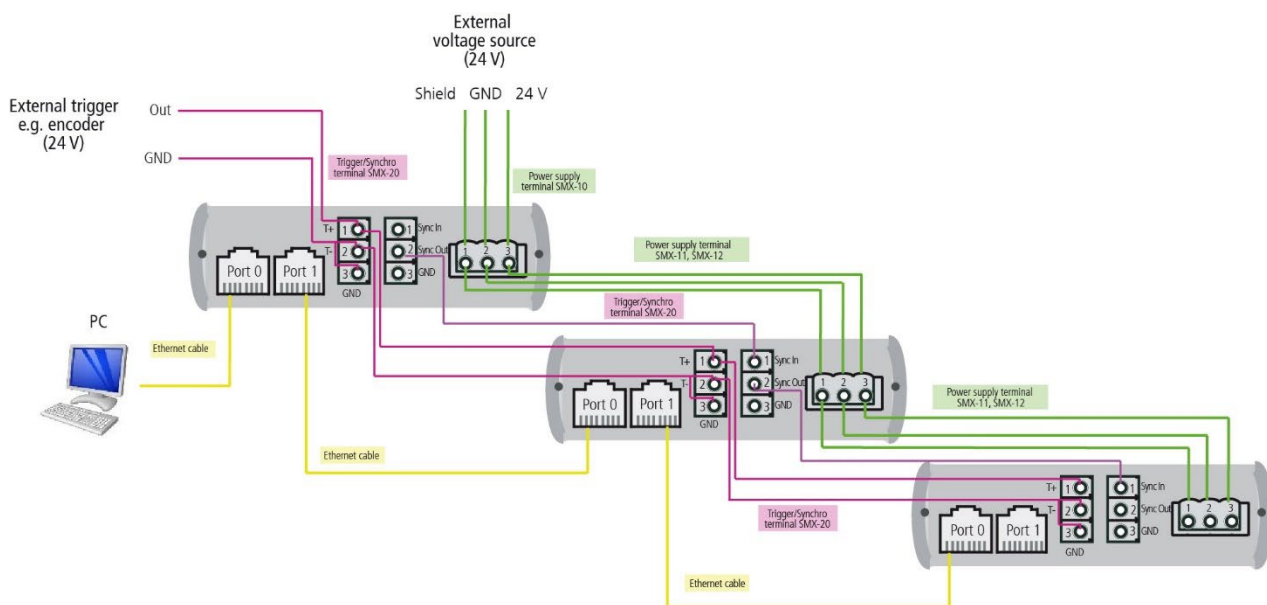 External
voltage source
(24 V)
Shield GND 24 V
External trigger
e.g. encoder
(24 V)
Out
GND
Trigger/Synchro
terminal SMX-20
Power supply
terminal SMX-10
T+ 1 1 Sync In
T- 2 2 Sync Out
3 3 GND
GND
1 2 3
Port 0 Port 1
Power supply terminal
SMX-11, SMX-12
Trigger/Synchro
terminal SMX-20
PC
Ethernet cable
T+ 1 1 Sync In
T- 2 2 Sync Out
3 3 GND
GND
1 2 3
Port 0 Port 1
Power supply terminal
SMX-11, SMX-12
Ethernet cable
T+ 1 1 Sync In
T- 2 2 Sync Out
3 3 GND
GND
1 2 3
Port 0 Port 1
Trigger/Synchro
terminal SMX-20
Ethernet cable